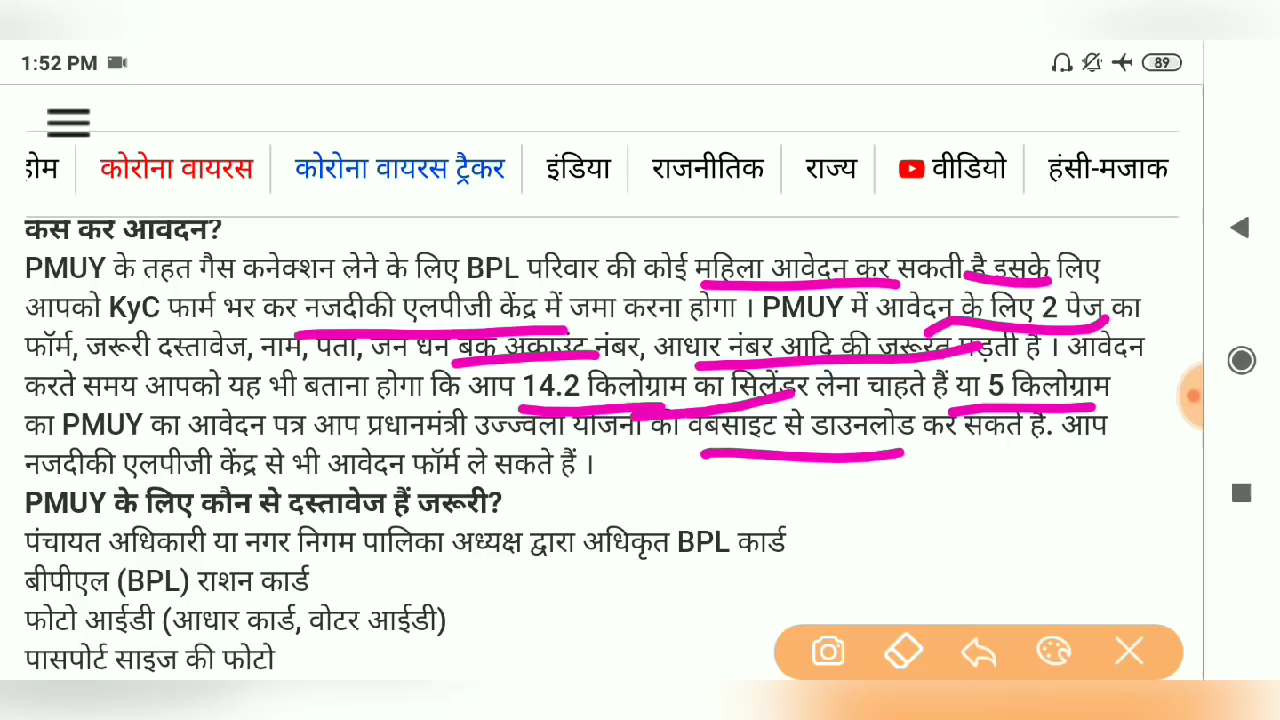 1:52 PM
89
होम कोरोना वायरस कोरोना वायरस ट्रैकर इंडिया राजनीतिक राज्य वीडियो हंसी-मजाक
कैसे करें आवेदन?
PMUY के तहत गैस कनेक्शन लेने के लिए BPL परिवार की कोई महिला आवेदन कर सकती है इसके लिए
आपको KyC फार्म भर कर नजदीकी एलपीजी केंद्र में जमा करना होगा । PMUY में आवेदन के लिए 2 पेज का
फॉर्म, जरूरी दस्तावेज, नाम, पता, जन धन बैंक अकाउंट नंबर, आधार नंबर आदि की जरूरत पड़ती है । आवेदन
करते समय आपको यह भी बताना होगा कि आप 14.2 किलोग्राम का सिलेंडर लेना चाहते हैं या 5 किलोग्राम
का PMUY का आवेदन पत्र आप प्रधानमंत्री उज्ज्वला योजना की वेबसाइट से डाउनलोड कर सकते हैं. आप
नजदीकी एलपीजी केंद्र से भी आवेदन फॉर्म ले सकते हैं ।
PMUY के लिए कौन से दस्तावेज हैं जरूरी?
पंचायत अधिकारी या नगर निगम पालिका अध्यक्ष द्वारा अधिकृत BPL कार्ड
बीपीएल (BPL) राशन कार्ड
फोटो आईडी (आधार कार्ड, वोटर आईडी)
पासपोर्ट साइज की फोटो